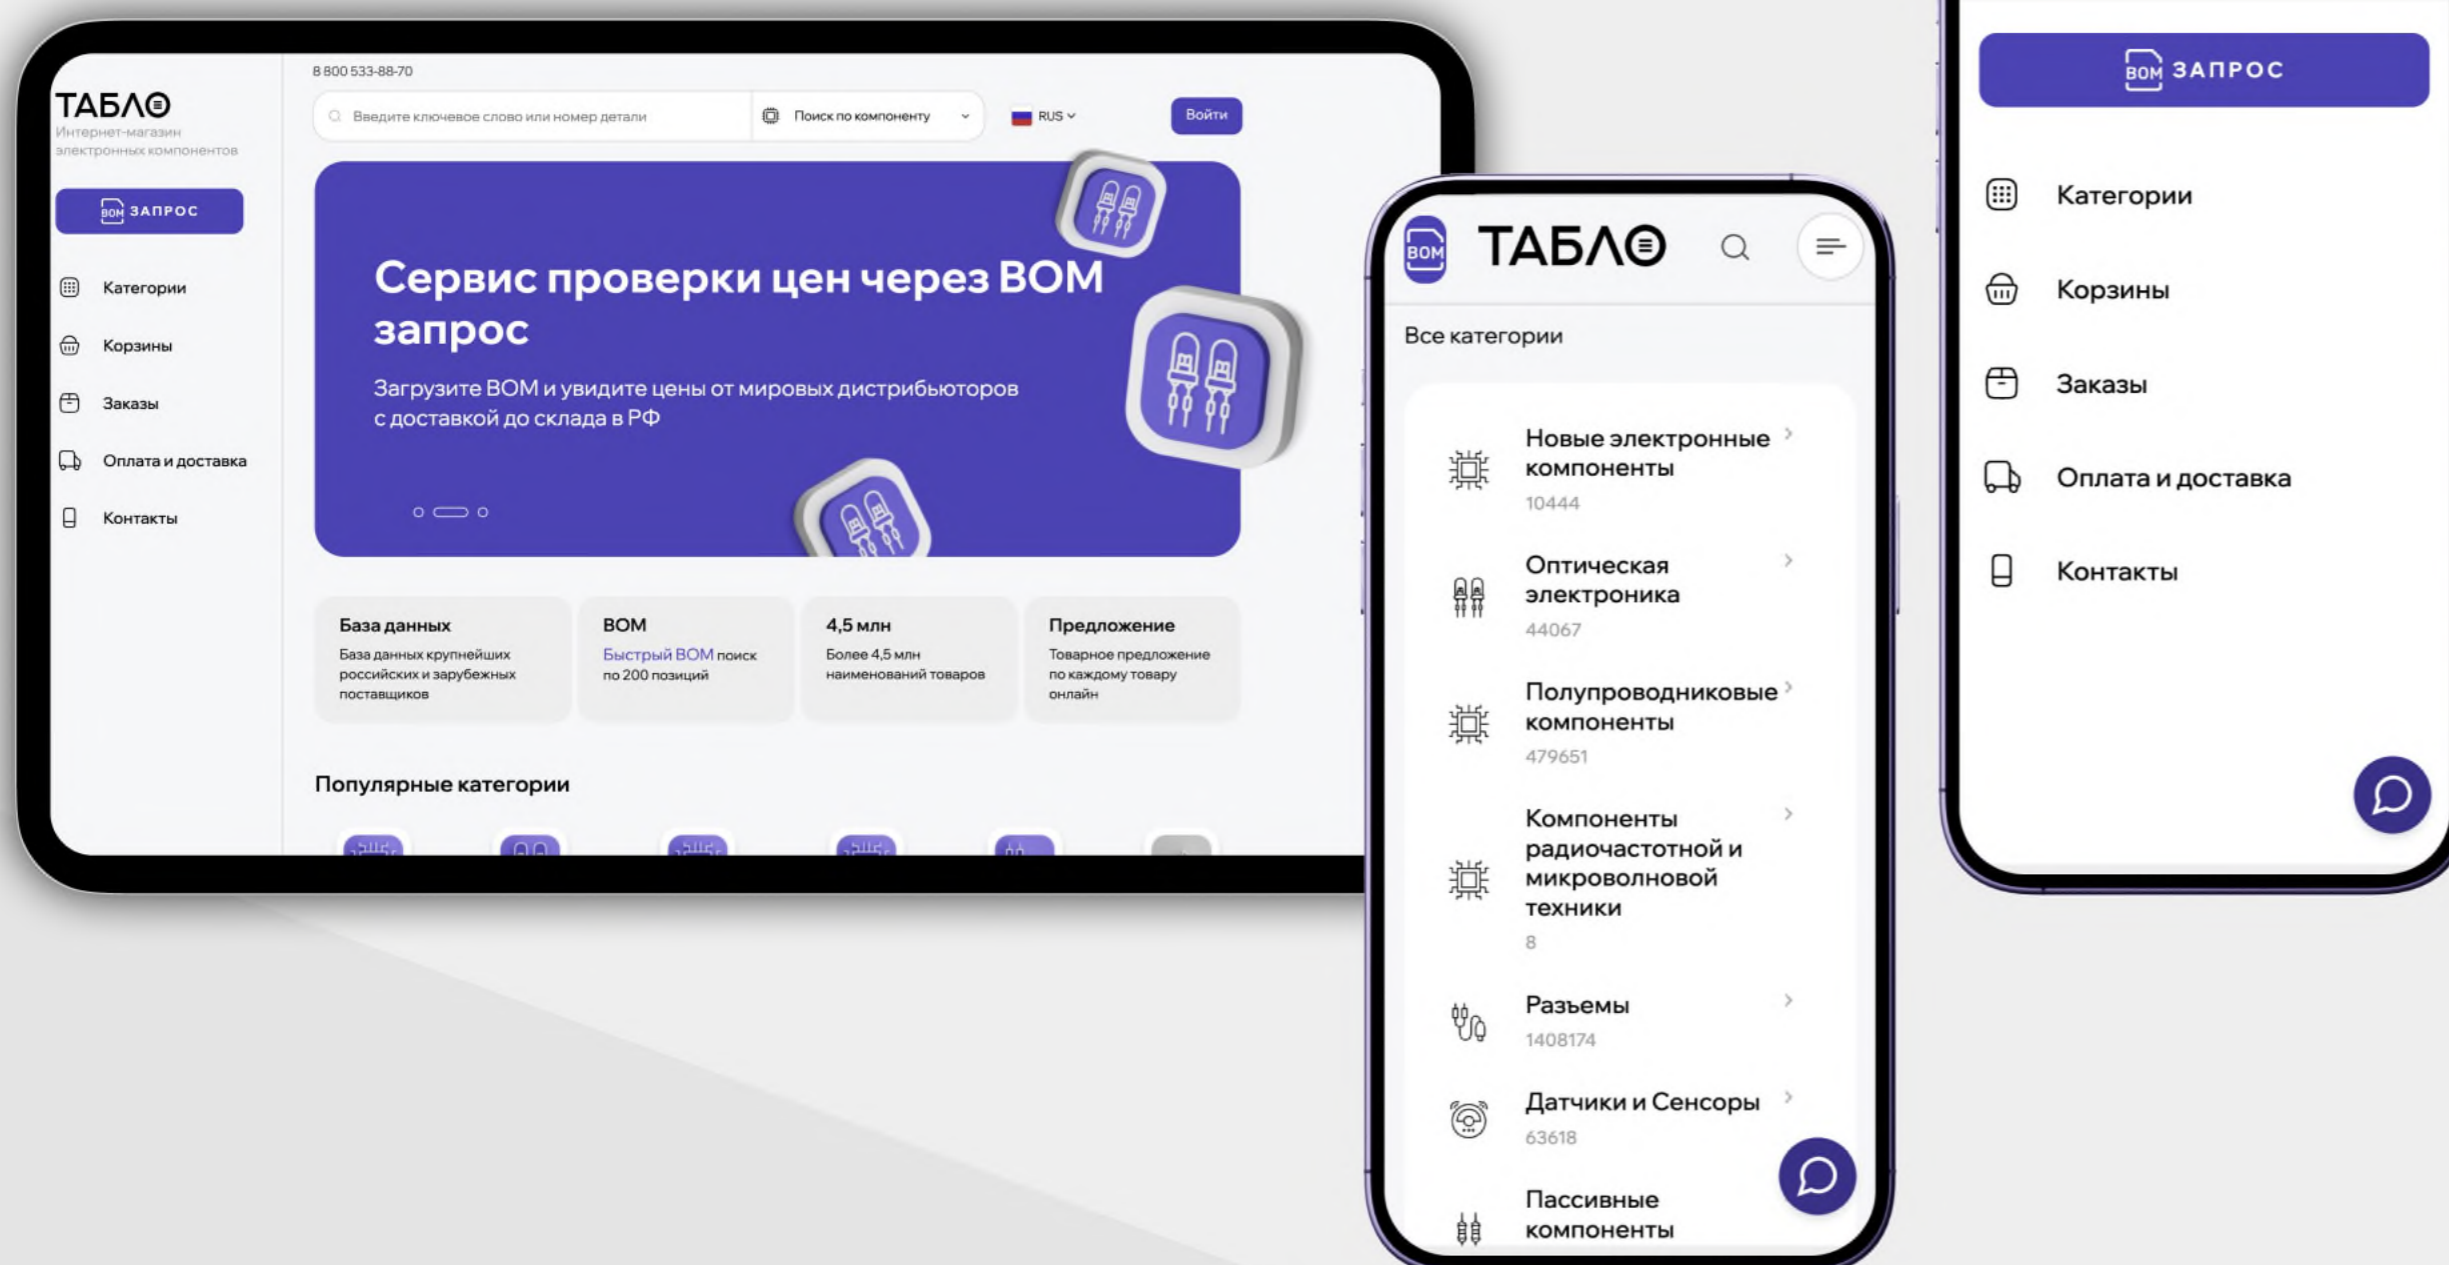 ТАБЛО
Интернет-магазин
электронных компонентов
BOM ЗАПРОС
Категории
Корзины
Заказы
Оплата и доставка
Контакты
8 800 533-88-70
Введите ключевое слово или номер детали
Поиск по компоненту
RUS
Войти
Сервис проверки цен через BOM
запрос
Загрузите BOM и увидите цены от мировых дистрибьюторов
с доставкой до склада в РФ
База данных
База данных крупнейших
российских и зарубежных
поставщиков
BOM
Быстрый BOM поиск
по 200 позиций
4,5 млн
Более 4,5 млн
наименований товаров
Предложение
Товарное предложение
по каждому товару
онлайн
Популярные категории
BOM
ТАБЛО
Все категории
Новые электронные
компоненты
10444
Оптическая
электроника
44067
Полупроводниковые
компоненты
479651
Компоненты
радиочастотной и
микроволновой
техники
8
Разъемы
1408174
Датчики и Сенсоры
63618
Пассивные
компоненты
BOM ЗАПРОС
Категории
Корзины
Заказы
Оплата и доставка
Контакты